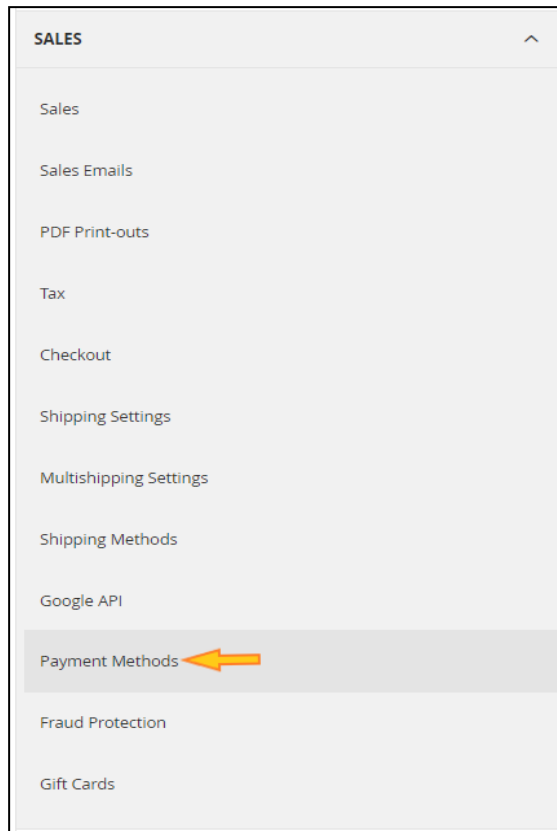 SALES
Sales
Sales Emails
PDF Print-outs
Tax
Checkout
Shipping Settings
Multishipping Settings
Shipping Methods
Google API
Payment Methods
Fraud Protection
Gift Cards